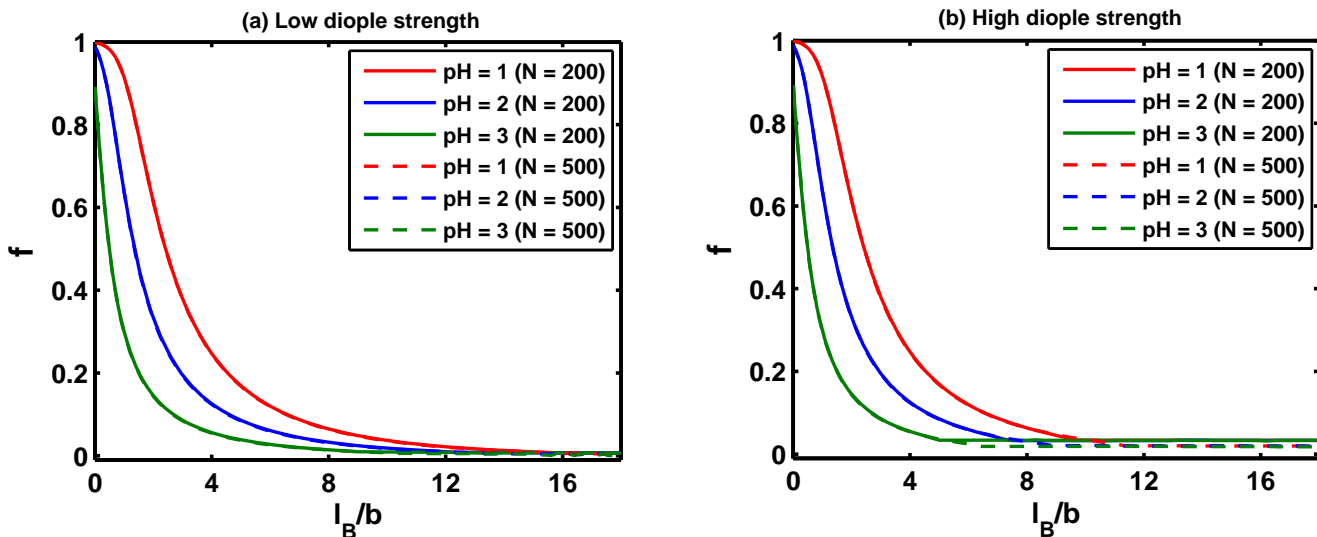 (a) Low diople strength
1
0.8
0.6
0.4
0.2
0
f
0 4 8 12 16
l_B/b
pH = 1 (N = 200)
pH = 2 (N = 200)
pH = 3 (N = 200)
pH = 1 (N = 500)
pH = 2 (N = 500)
pH = 3 (N = 500)
(b) High diople strength
1
0.8
0.6
0.4
0.2
0
f
0 4 8 12 16
l_B/b
pH = 1 (N = 200)
pH = 2 (N = 200)
pH = 3 (N = 200)
pH = 1 (N = 500)
pH = 2 (N = 500)
pH = 3 (N = 500)